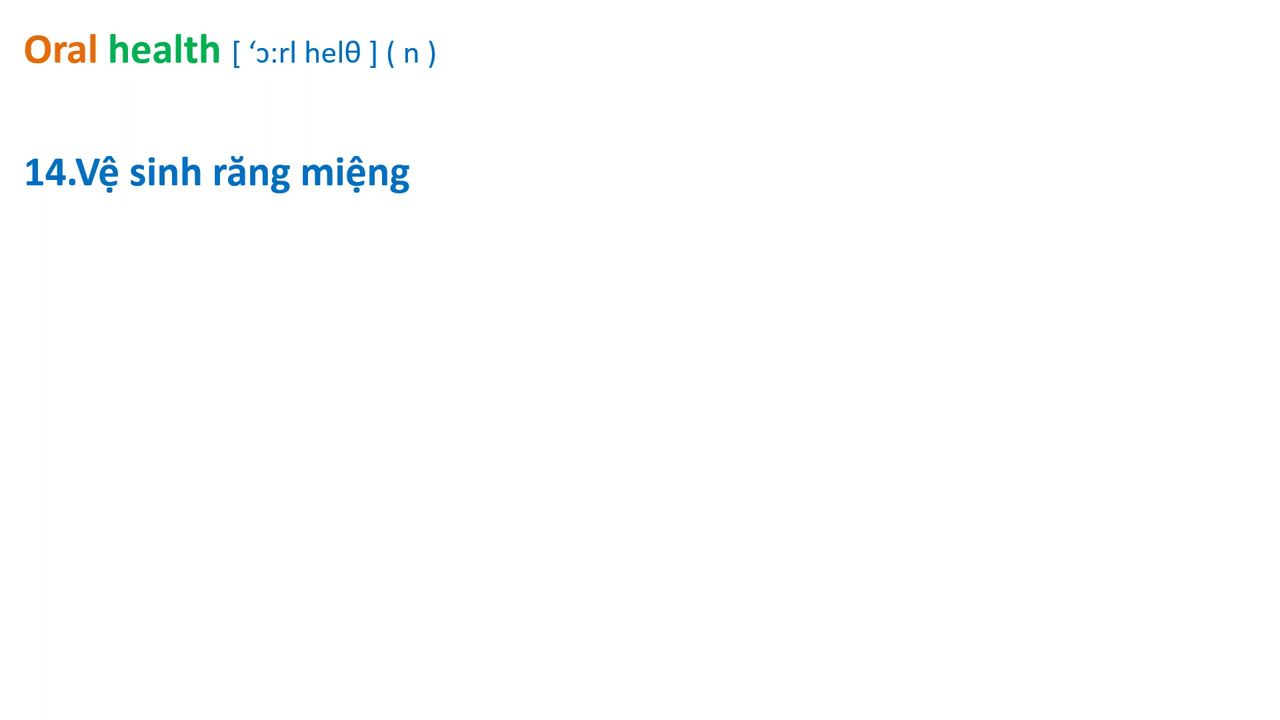 Oral health [ ‘ɔ:rl helθ ] ( n )
14.Vệ sinh răng miệng